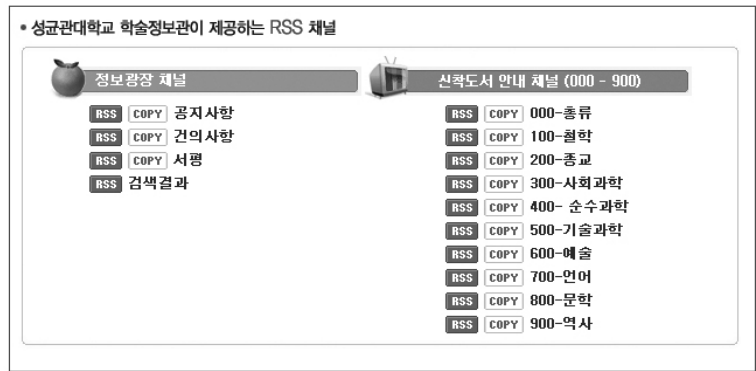 • 성균관대학교 학술정보관이 제공하는 RSS 채널
정보광장 채널
RSS COPY 공지사항
RSS COPY 건의사항
RSS COPY 서평
RSS 검색결과
신착도서 안내 채널 (000 - 900)
RSS COPY 000-총류
RSS COPY 100-철학
RSS COPY 200-종교
RSS COPY 300-사회과학
RSS COPY 400- 순수과학
RSS COPY 500-기술과학
RSS COPY 600-예술
RSS COPY 700-언어
RSS COPY 800-문학
RSS COPY 900-역사